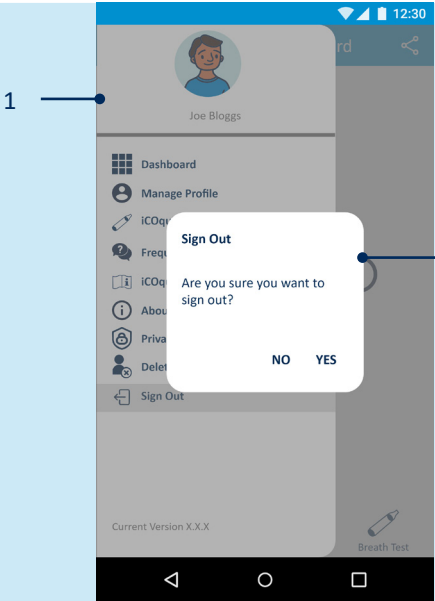 12:30
rd
1
Joe Bloggs
Dashboard
Manage Profile
iCOqu
Frequ
iCOq
Abou
Priva
Delet
Sign Out
Sign Out
Are you sure you want to
sign out?
NO YES
Current Version X.X.X
Breath Test